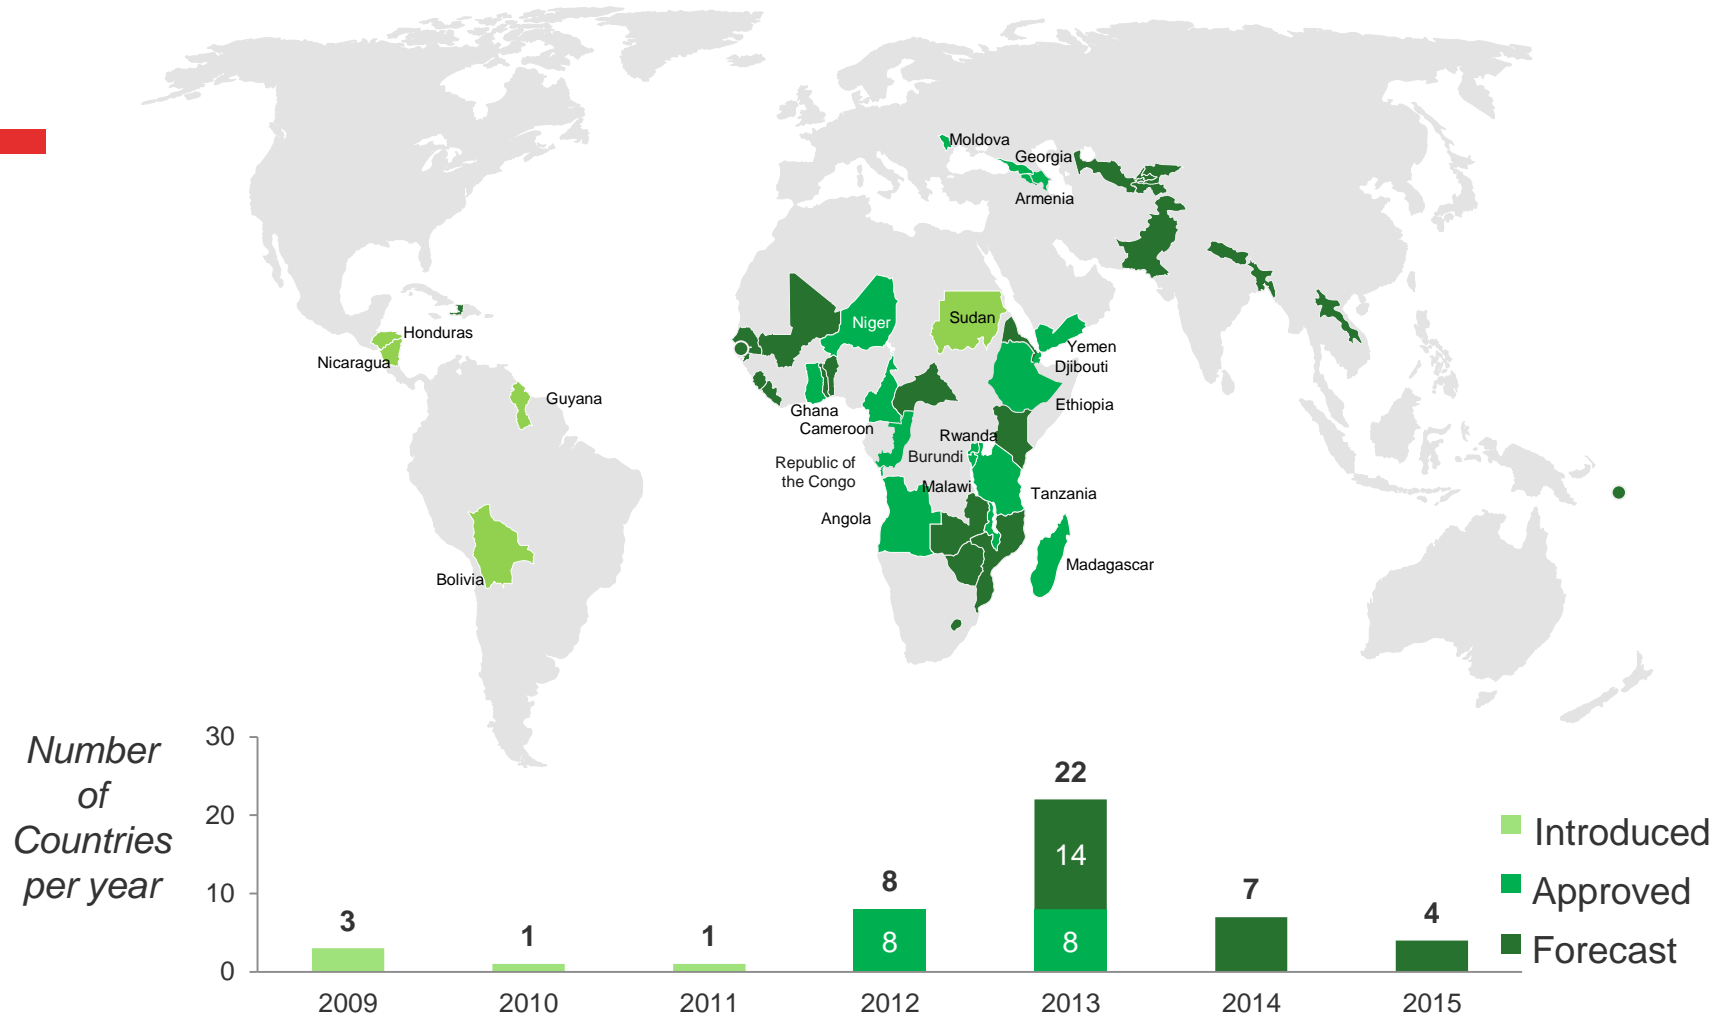 Moldova
Georgia
Armenia
Niger
Sudan
Honduras
Nicaragua
Yemen
Djibouti
Guyana
Ethiopia
Ghana
Cameroon
Rwanda
Burundi
Republic of
the Congo
Malawi
Tanzania
Angola
Madagascar
Bolivia
Number
of
Countries
per year
30
20
10
0
3
1
1
8
8
22
14
8
7
4
2009
2010
2011
2012
2013
2014
2015
Introduced
Approved
Forecast